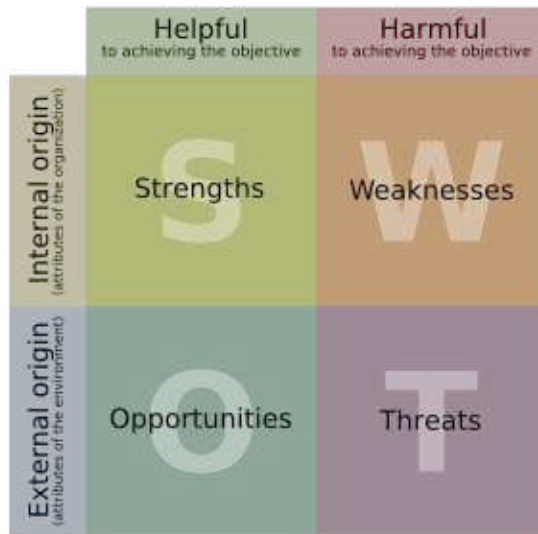 Helpful
to achieving the objective
Harmful
to achieving the objective
Internal origin
(attributes of the organization)
S
Strengths
W
Weaknesses
External origin
(attributes of the environment)
O
Opportunities
T
Threats